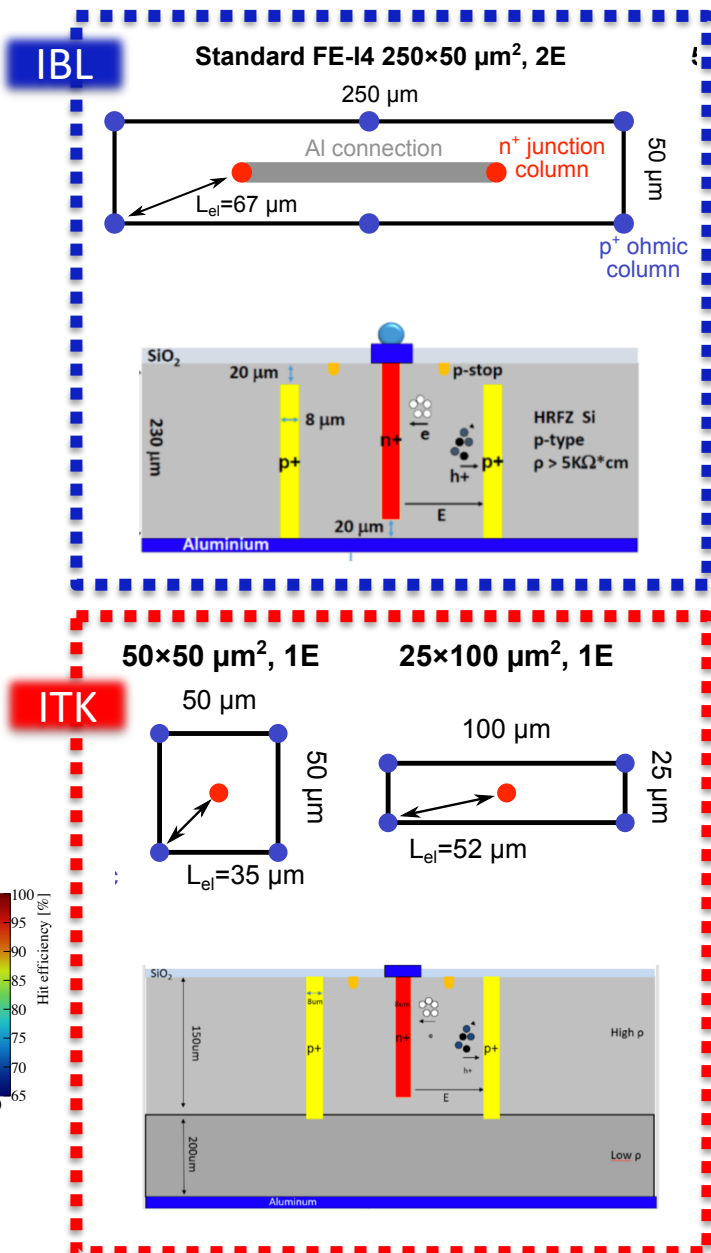 IBL
Standard FE-I4 250×50 µm², 2E
250 µm
Al connection
n⁺ junction
column
50 µm
Lel=67 µm
p⁺ ohmic
column
SiO₂
20 µm
p-stop
8 µm
230 µm
n+
e
p+
h+
p+
HRFZ Si
p-type
ρ > 5KΩ*cm
E
20 µm
Aluminium
ITK
50×50 µm², 1E
25×100 µm², 1E
50 µm
100 µm
50 µm
25 µm
Lel=35 µm
Lel=52 µm
100
95
90
85
80
75
70
65
Hit efficiency [%]
SiO₂
8um
8um
150um
p+
n+
p+
h+
E
High ρ
200um
Low ρ
Aluminum